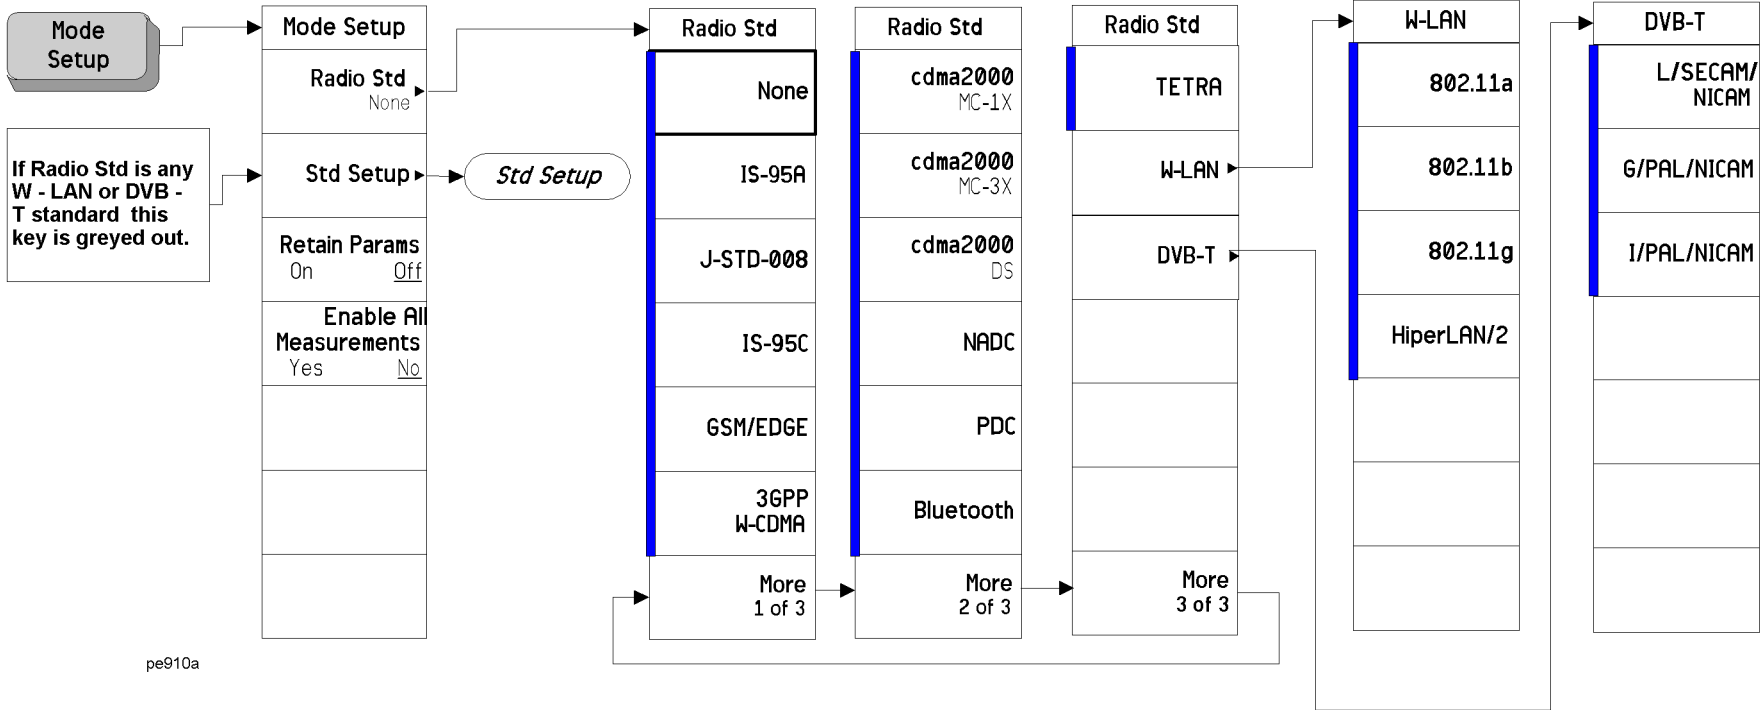 Mode
Setup
If Radio Std is any
W - LAN or DVB -
T standard this
key is greyed out.
Mode Setup
Radio Std
None
Std Setup
Retain Params
On Off
Enable All
Measurements
Yes No
Std Setup
Radio Std
None
IS-95A
J-STD-008
IS-95C
GSM/EDGE
3GPP
W-CDMA
More
1 of 3
Radio Std
cdma2000
MC-1X
cdma2000
MC-3X
cdma2000
DS
NADC
PDC
Bluetooth
More
2 of 3
Radio Std
TETRA
W-LAN
DVB-T
More
3 of 3
W-LAN
802.11a
802.11b
802.11g
HiperLAN/2
DVB-T
L/SECAM/
NICAM
G/PAL/NICAM
I/PAL/NICAM
pe910a